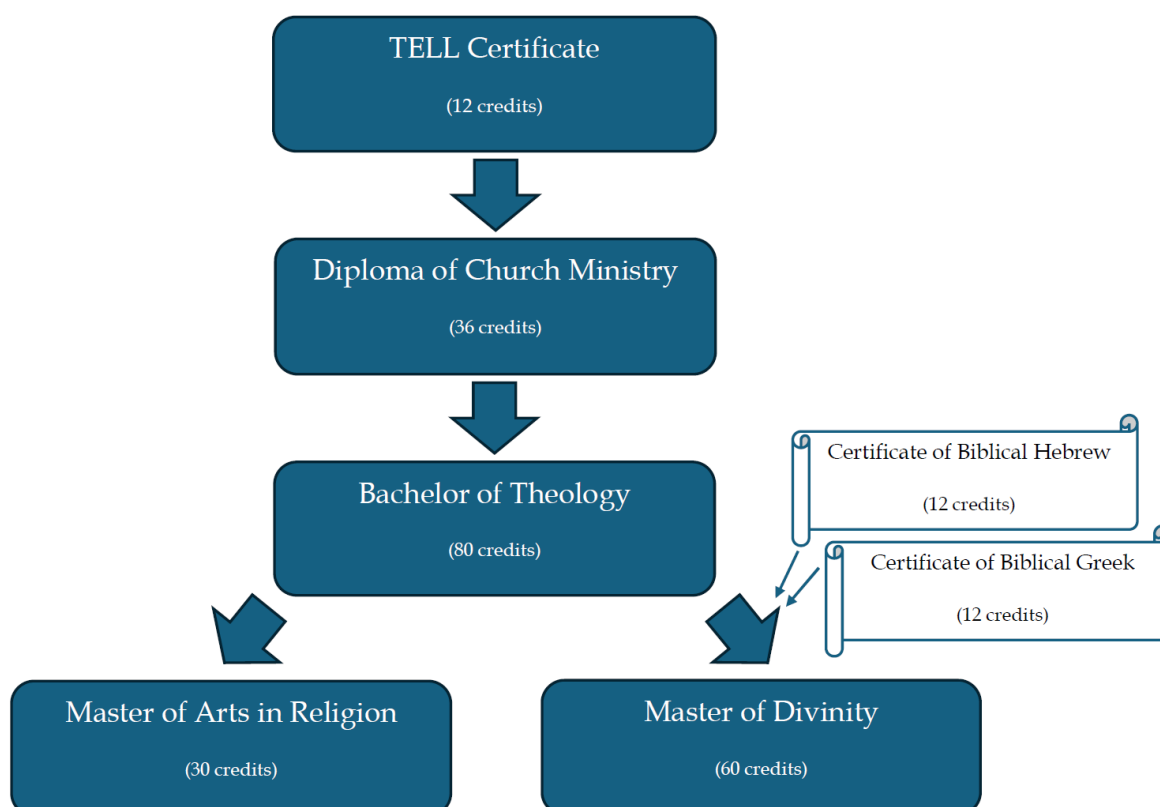 TELL Certificate
(12 credits)
Diploma of Church Ministry
(36 credits)
Bachelor of Theology
(80 credits)
Certificate of Biblical Hebrew
(12 credits)
Certificate of Biblical Greek
(12 credits)
Master of Arts in Religion
(30 credits)
Master of Divinity
(60 credits)